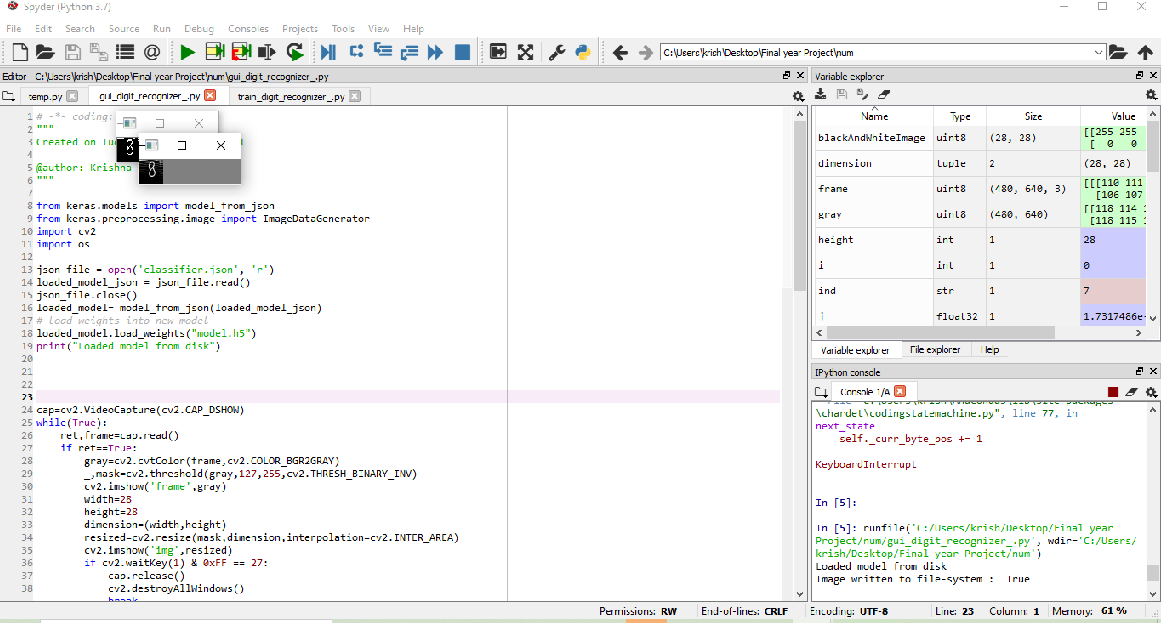 Spyder (Python 3.7)
File Edit Search Source Run Debug Consoles Projects Tools View Help
C:\Users\krish\Desktop\Final year Project\num
Editor - C:\Users\krish\Desktop\Final year Project\num\gui_digit_recognizer_.py
temp.py gui_digit_recognizer_.py train_digit_recognizer_.py
1 # -*- coding:
2 """
3 Created on
4
5 @author: Krishna
6 """
7
8 from keras.models import model_from_json
9 from keras.preprocessing.image import ImageDataGenerator
10 import cv2
11 import os
12
13 json_file = open('classifier.json', 'r')
14 loaded_model_json = json_file.read()
15 json_file.close()
16 loaded_model= model_from_json(loaded_model_json)
17 # load weights into new model
18 loaded_model.load_weights("model.h5")
19 print("Loaded model from disk")
20
21
22
23
24 cap=cv2.VideoCapture(cv2.CAP_DSHOW)
25 while(True):
26 ret,frame=cap.read()
27 if ret==True:
28 gray=cv2.cvtColor(frame,cv2.COLOR_BGR2GRAY)
29 _,mask=cv2.threshold(gray,127,255,cv2.THRESH_BINARY_INV)
30 cv2.imshow('frame',gray)
31 width=28
32 height=28
33 dimension=(width,height)
34 resized=cv2.resize(mask,dimension,interpolation=cv2.INTER_AREA)
35 cv2.imshow('img',resized)
36 if cv2.waitKey(1) & 0xFF == 27:
37 cap.release()
38 cv2.destroyAllWindows()
break
3
8
Variable explorer
Name Type Size Value
blackAndWhiteImage uint8 (28, 28) [[255 255
[ 0 0
dimension tuple 2 (28, 28)
frame uint8 (480, 640, 3) [[[110 111
[106 107
gray uint8 (480, 640) [[118 114
[118 115
height int 1 28
i int 1 0
ind str 1 7
float32 1 1.7317486e-
Variable explorer File explorer Help
IPython console
Console 1/A
\chardet\codingstatemachine.py", line 77, in
next_state
self._curr_byte_pos += 1
KeyboardInterrupt
In [5]:
In [5]: runfile('C:/Users/krish/Desktop/Final year
Project/num/gui_digit_recognizer_.py', wdir='C:/Users/
krish/Desktop/Final year Project/num')
Loaded model from disk
Image written to file-system : True
Permissions: RW End-of-lines: CRLF Encoding: UTF-8 Line: 23 Column: 1 Memory: 61 %